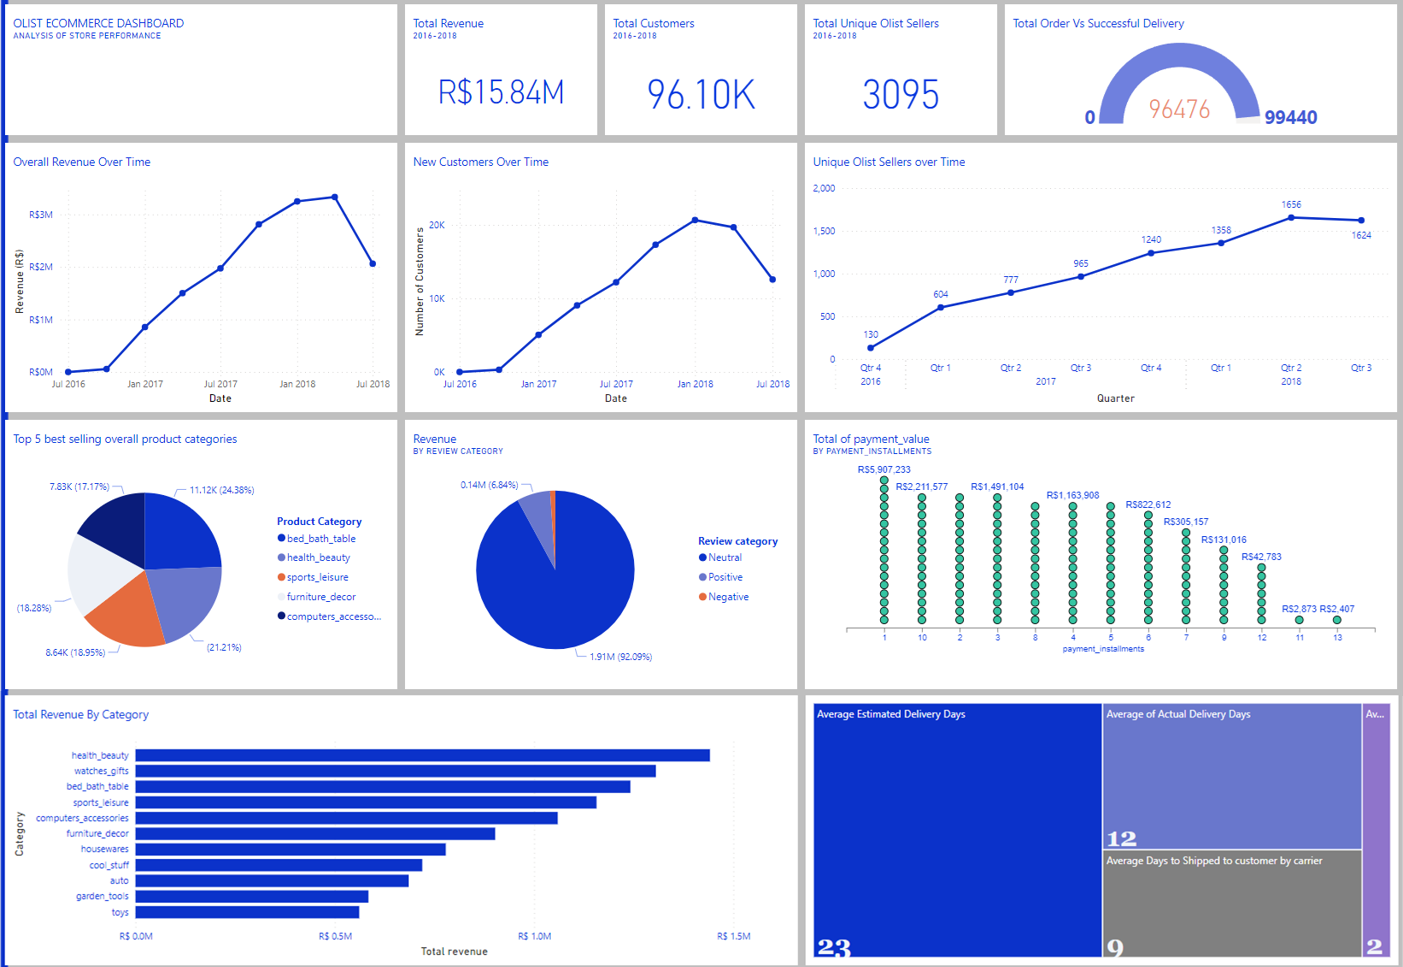 OLIST ECOMMERCE DASHBOARD
ANALYSIS OF STORE PERFORMANCE
Total Revenue
2016-2018
R$15.84M
Total Customers
2016-2018
96.10K
Total Unique Olist Sellers
2016-2018
3095
Total Order Vs Successful Delivery
0
96476
99440
Overall Revenue Over Time
R$3M
R$2M
R$1M
R$0M
Revenue (R$)
Jul 2016 Jan 2017 Jul 2017 Jan 2018 Jul 2018
Date
New Customers Over Time
20K
10K
0K
Number of Customers
Jul 2016 Jan 2017 Jul 2017 Jan 2018 Jul 2018
Date
Unique Olist Sellers over Time
2,000
1,500
1,000
500
0
130 604 777 965 1240 1358 1656 1624
Qtr 4 Qtr 1 Qtr 2 Qtr 3 Qtr 4 Qtr 1 Qtr 2 Qtr 3
2016 2017 2018
Quarter
Top 5 best selling overall product categories
7.83K (17.17%)
11.12K (24.38%)
(18.28%)
8.64K (18.95%)
(21.21%)
Product Category
bed_bath_table
health_beauty
sports_leisure
furniture_decor
computers_accesso...
Revenue
BY REVIEW CATEGORY
0.14M (6.84%)
1.91M (92.09%)
Review category
Neutral
Positive
Negative
Total of payment_value
BY PAYMENT_INSTALLMENTS
R$5,907,233
R$2,211,577
R$1,491,104
R$1,163,908
R$822,612
R$305,157
R$131,016
R$42,783
R$2,873 R$2,407
1 10 2 3 8 4 5 6 7 9 12 11 13
payment_installments
Total Revenue By Category
Category
health_beauty
watches_gifts
bed_bath_table
sports_leisure
computers_accessories
furniture_decor
housewares
cool_stuff
auto
garden_tools
toys
R$ 0.0M R$ 0.5M R$ 1.0M R$ 1.5M
Total revenue
Average Estimated Delivery Days
23
Average of Actual Delivery Days
12
Average Days to Shipped to customer by carrier
9
Av...
2